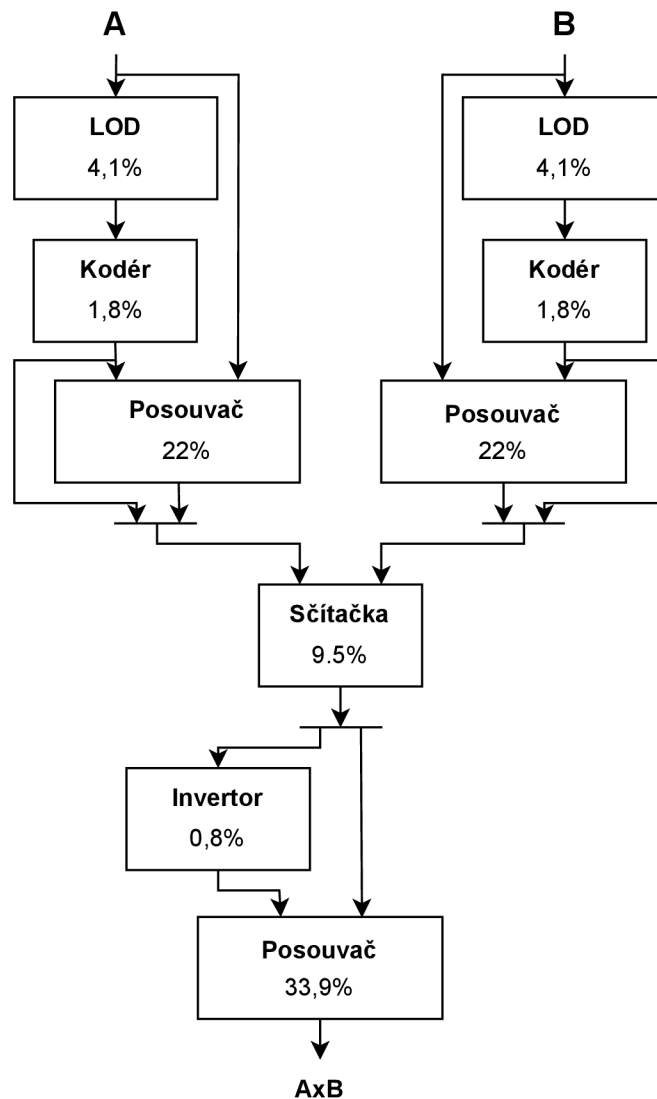 A
B
LOD
4,1%
LOD
4,1%
Kodér
1,8%
Kodér
1,8%
Posouvač
22%
Posouvač
22%
Sčítačka
9.5%
Invertor
0,8%
Posouvač
33,9%
AxB